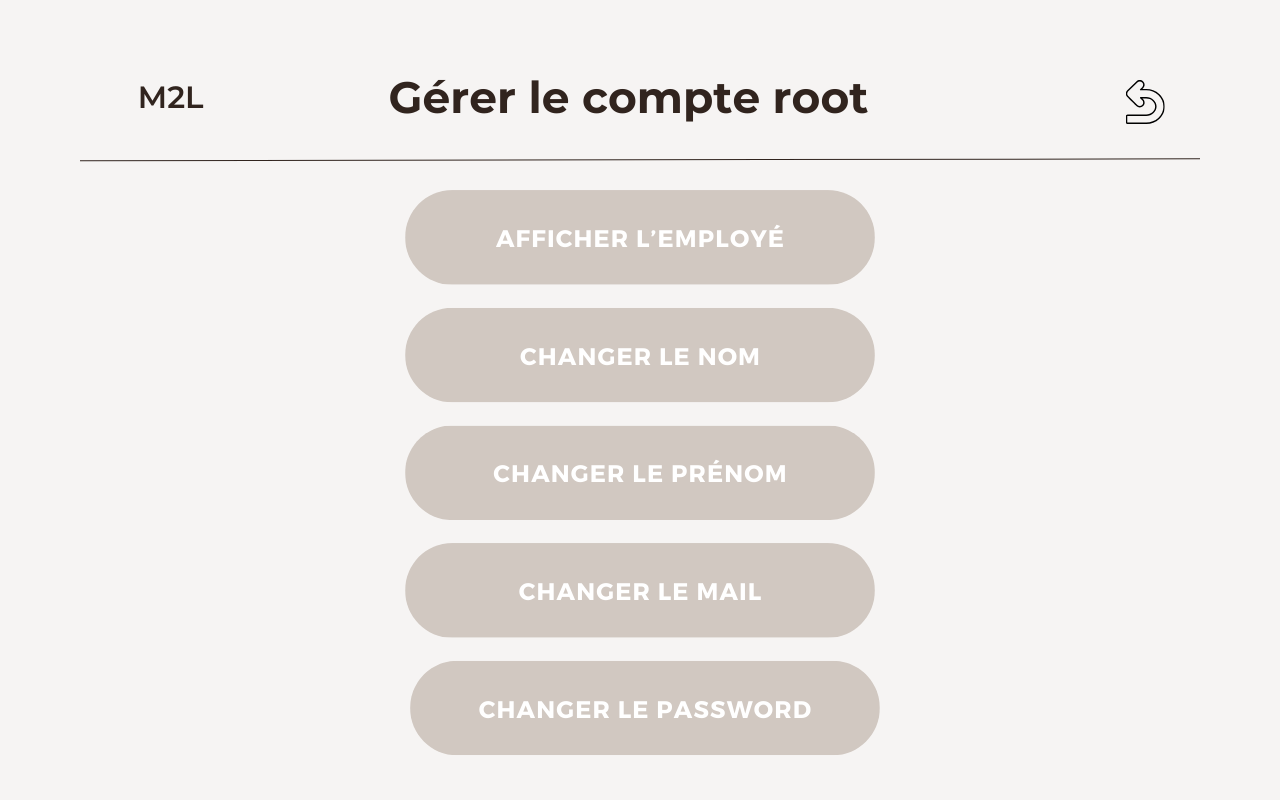 M2L
Gérer le compte root
AFFICHER L’EMPLOYÉ
CHANGER LE NOM
CHANGER LE PRÉNOM
CHANGER LE MAIL
CHANGER LE PASSWORD